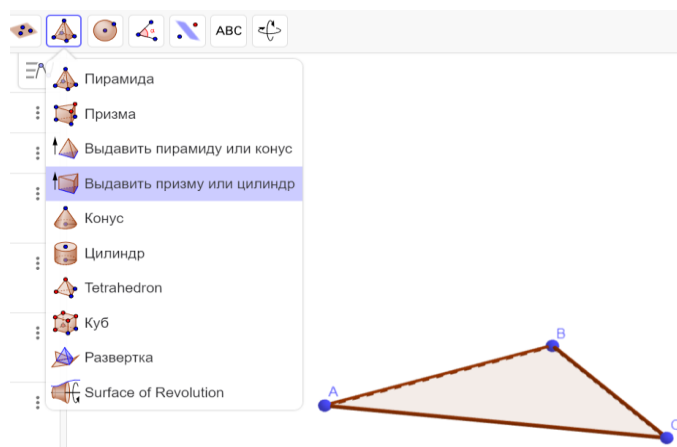 ABC
Пирамида
Призма
Выдавить пирамиду или конус
Выдавить призму или цилиндр
Конус
Цилиндр
Tetrahedron
Куб
Развертка
Surface of Revolution
B
A
C